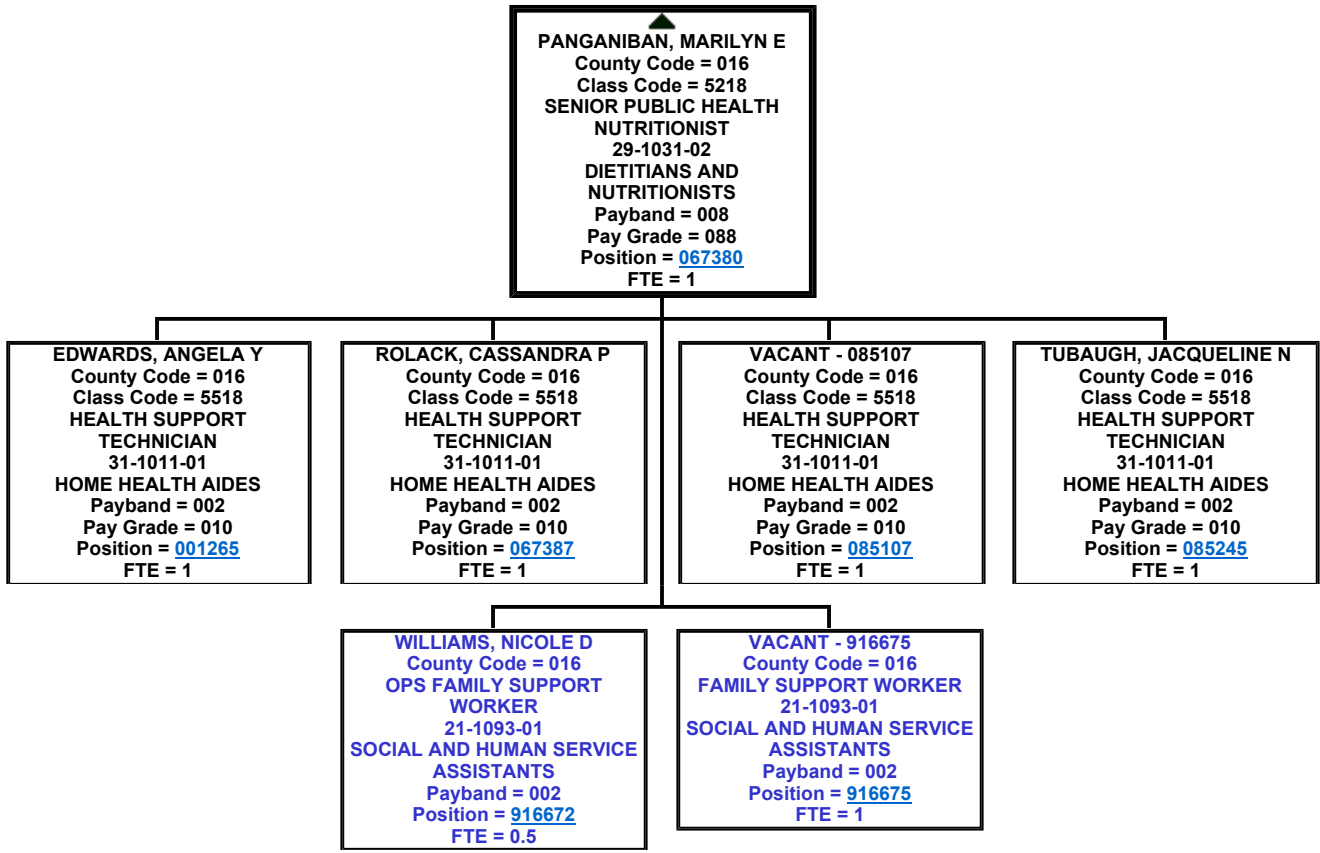 PANGANIBAN, MARILYN E
County Code = 016
Class Code = 5218
SENIOR PUBLIC HEALTH
NUTRITIONIST
29-1031-02
DIETITIANS AND
NUTRITIONISTS
Payband = 008
Pay Grade = 088
Position = 067380
FTE = 1
EDWARDS, ANGELA Y
County Code = 016
Class Code = 5518
HEALTH SUPPORT
TECHNICIAN
31-1011-01
HOME HEALTH AIDES
Payband = 002
Pay Grade = 010
Position = 001265
FTE = 1
ROLACK, CASSANDRA P
County Code = 016
Class Code = 5518
HEALTH SUPPORT
TECHNICIAN
31-1011-01
HOME HEALTH AIDES
Payband = 002
Pay Grade = 010
Position = 067387
FTE = 1
VACANT - 085107
County Code = 016
Class Code = 5518
HEALTH SUPPORT
TECHNICIAN
31-1011-01
HOME HEALTH AIDES
Payband = 002
Pay Grade = 010
Position = 085107
FTE = 1
TUBAUGH, JACQUELINE N
County Code = 016
Class Code = 5518
HEALTH SUPPORT
TECHNICIAN
31-1011-01
HOME HEALTH AIDES
Payband = 002
Pay Grade = 010
Position = 085245
FTE = 1
WILLIAMS, NICOLE D
County Code = 016
OPS FAMILY SUPPORT
WORKER
21-1093-01
SOCIAL AND HUMAN SERVICE
ASSISTANTS
Payband = 002
Position = 916672
FTE = 0.5
VACANT - 916675
County Code = 016
FAMILY SUPPORT WORKER
21-1093-01
SOCIAL AND HUMAN SERVICE
ASSISTANTS
Payband = 002
Position = 916675
FTE = 1